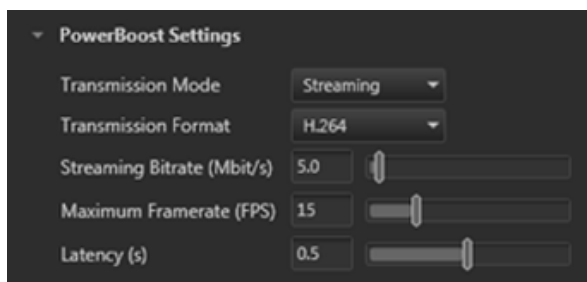 PowerBoost Settings
Transmission Mode Streaming
Transmission Format H.264
Streaming Bitrate (Mbit/s) 5.0
Maximum Framerate (FPS) 15
Latency (s) 0.5